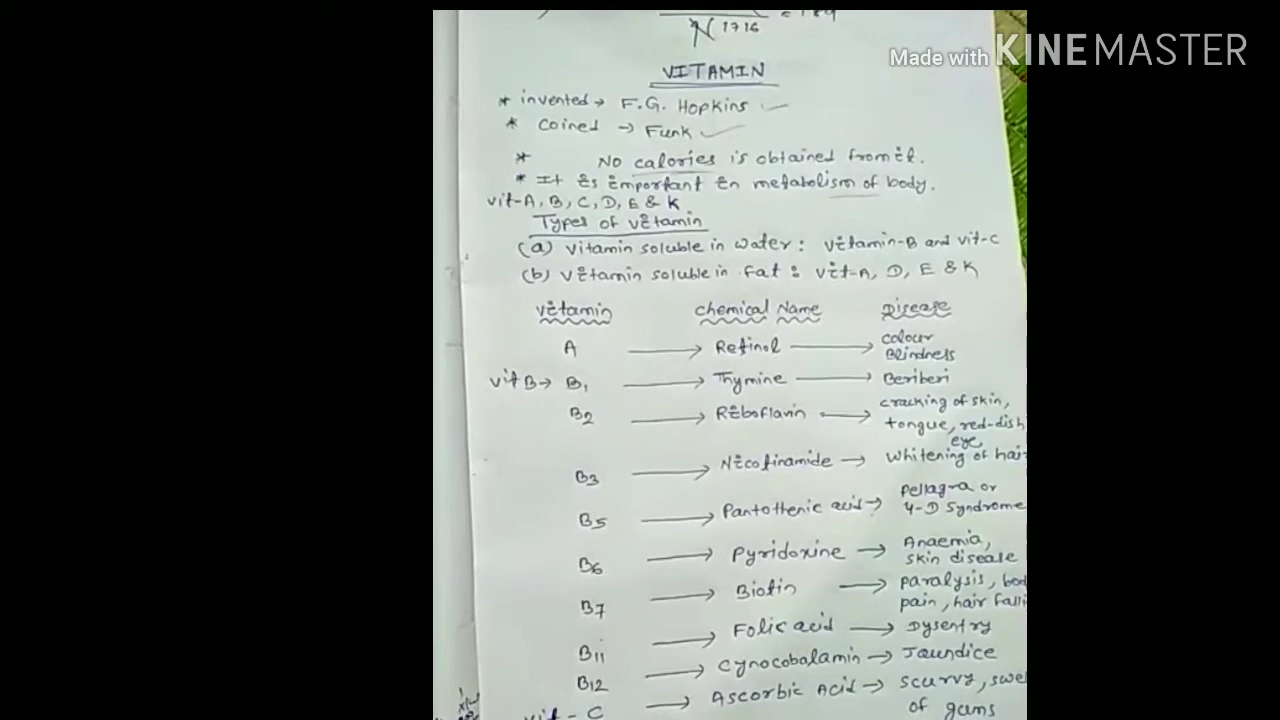 N 1716
Made with KINEMASTER
VITAMIN
* invented → F.G. Hopkins
* Coined → Funk
* No calories is obtained from it.
* It is important in metabolism of body.
vit-A, B, C, D, E & K
Types of vitamin
(a) vitamin soluble in water : vitamin-B and vit-C
(b) vitamin soluble in fat : vit-A, D, E & K
vitamin chemical Name Disease
A → Retinol → colour Blindness
vit B → B1 → Thymine → Beriberi
B2 → Riboflavin → cracking of skin,
tongue, red-dish
eye
B3 → Nicotinamide → whitening of hair
B5 → Pantothenic acid → pellagra or
4-D syndrome
B6 → Pyridoxine → Anaemia,
skin disease
B7 → Biotin → paralysis, bod
pain, hair falli
B11 → Folic acid → Dysentry
B12 → Cynocobalamin → Jaundice
vit - C → Ascorbic Acid → scurvy, swe
of gums